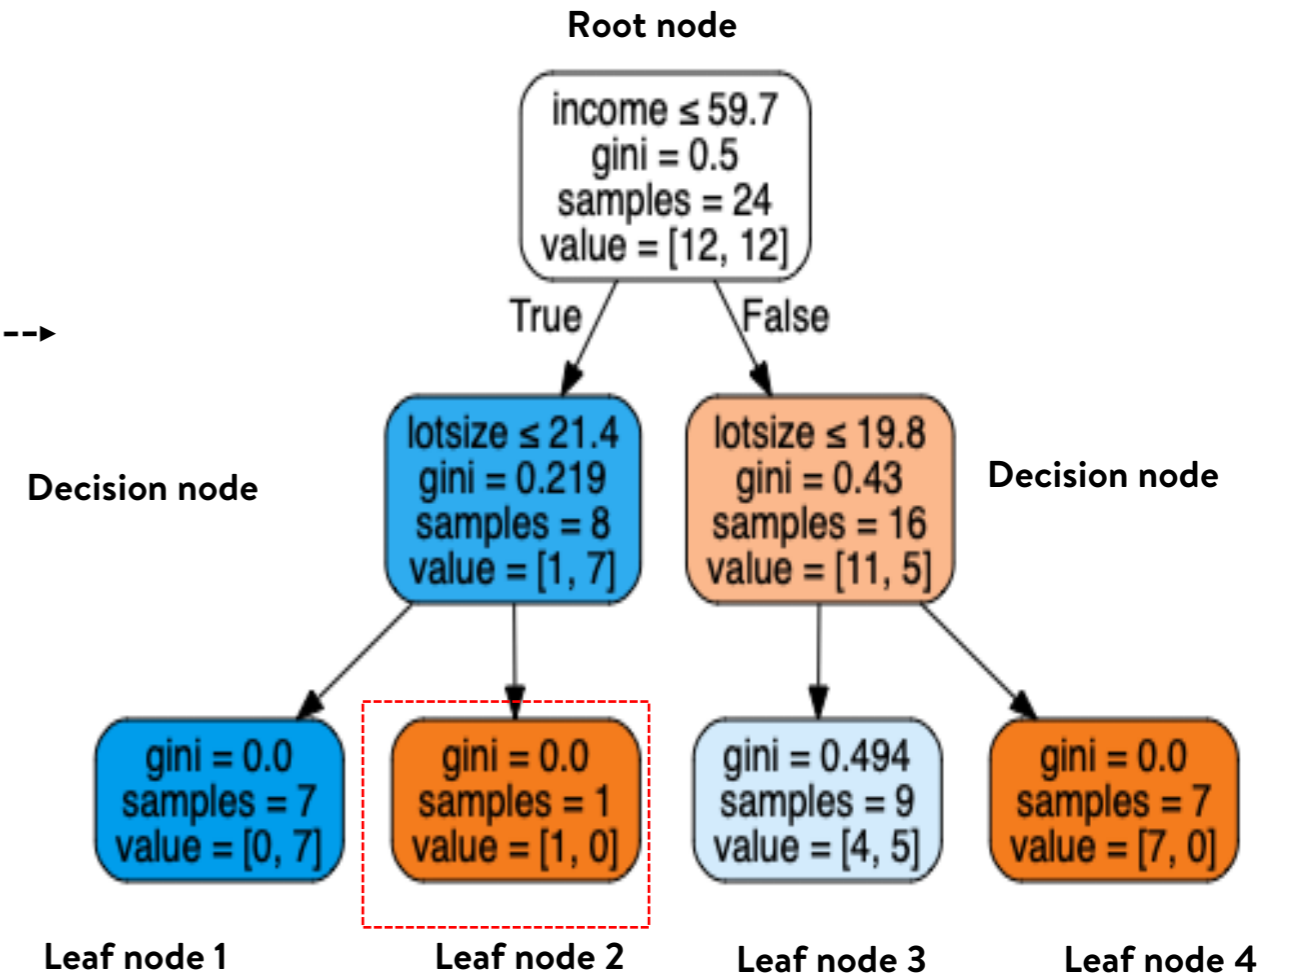 Root node
income ≤ 59.7
gini = 0.5
samples = 24
value = [12, 12]
True
False
Decision node
lotsize ≤ 21.4
gini = 0.219
samples = 8
value = [1, 7]
lotsize ≤ 19.8
gini = 0.43
samples = 16
value = [11, 5]
Decision node
gini = 0.0
samples = 7
value = [0, 7]
gini = 0.0
samples = 1
value = [1, 0]
gini = 0.494
samples = 9
value = [4, 5]
gini = 0.0
samples = 7
value = [7, 0]
Leaf node 1
Leaf node 2
Leaf node 3
Leaf node 4